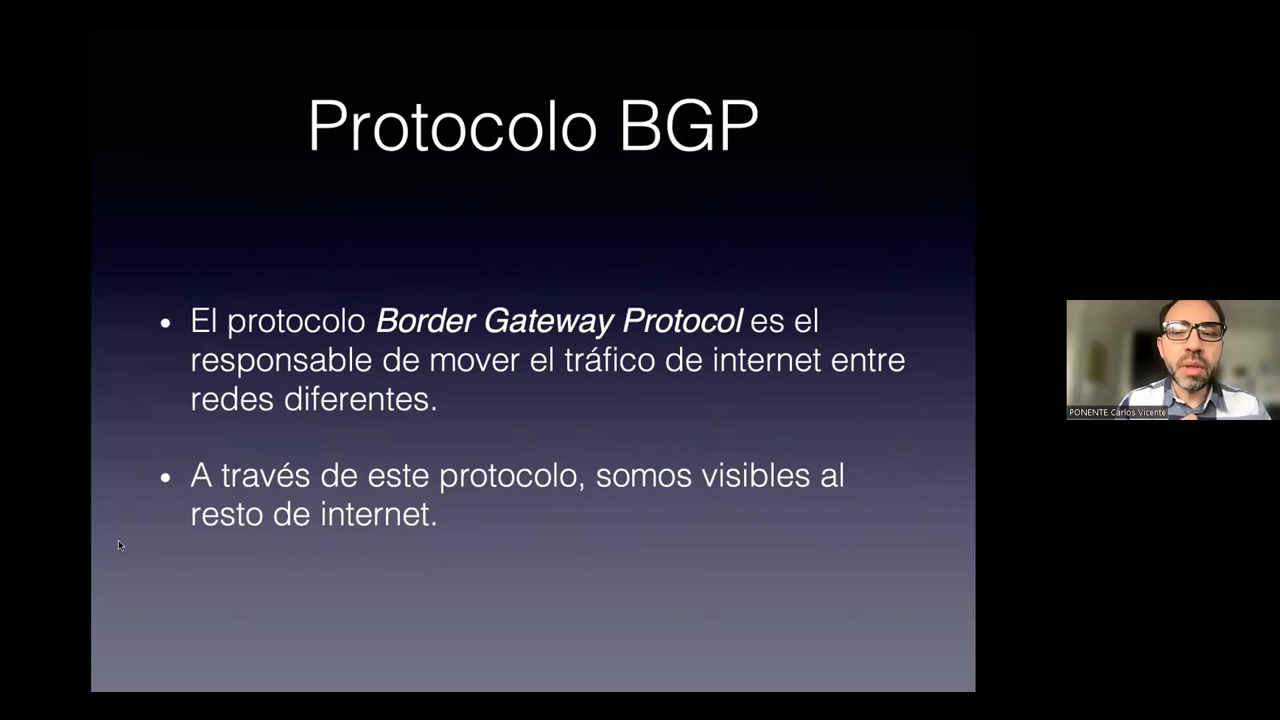 Protocolo BGP
• El protocolo Border Gateway Protocol es el
responsable de mover el tráfico de internet entre
redes diferentes.
• A través de este protocolo, somos visibles al
resto de internet.
PONENTE Carlos Vicente